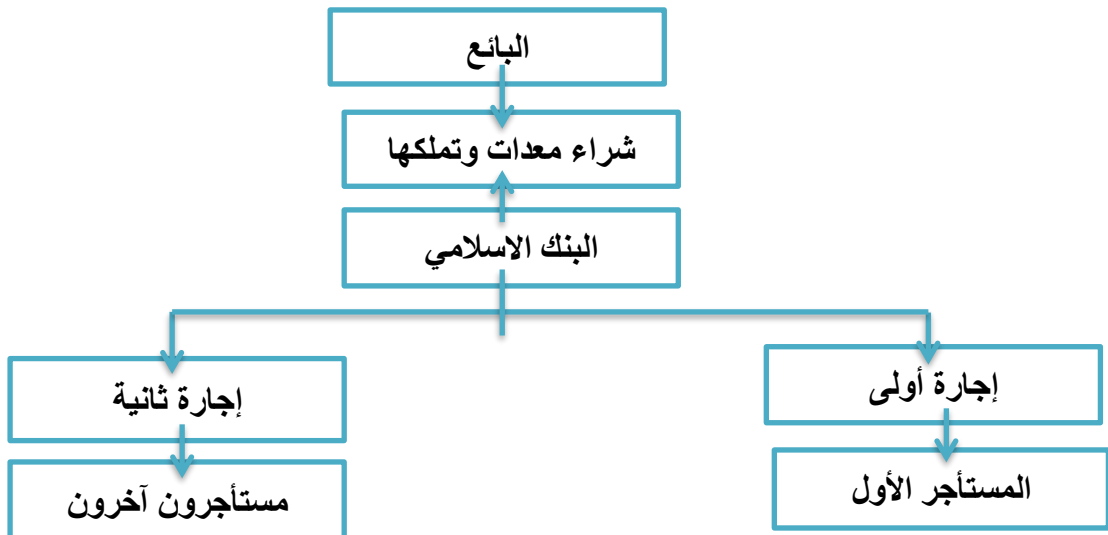 البائع
شراء معدات وتملكها
البنك الاسلامي
إجارة أولى
إجارة ثانية
المستأجر الأول
مستأجرون آخرون